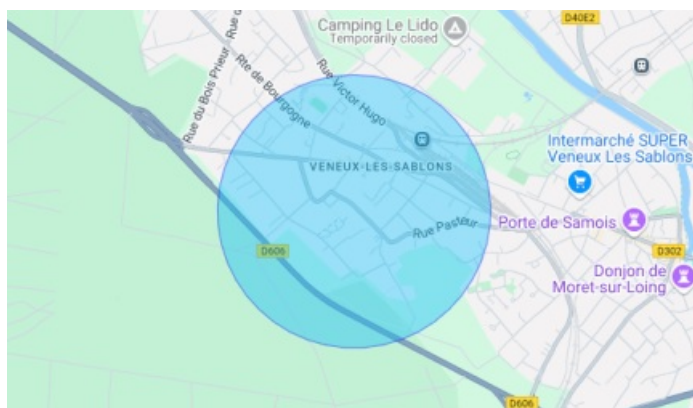 D40E2
Camping Le Lido
Temporarily closed
Rue du Bois Prieur
Rue d
Rte de Bourgogne
Rue Victor Hugo
Intermarché SUPER
Veneux Les Sablons
VENEUX-LES-SABLONS
Porte de Samois
Rue Pasteur
D606
D302
Donjon de
Moret-sur-Loing
D606